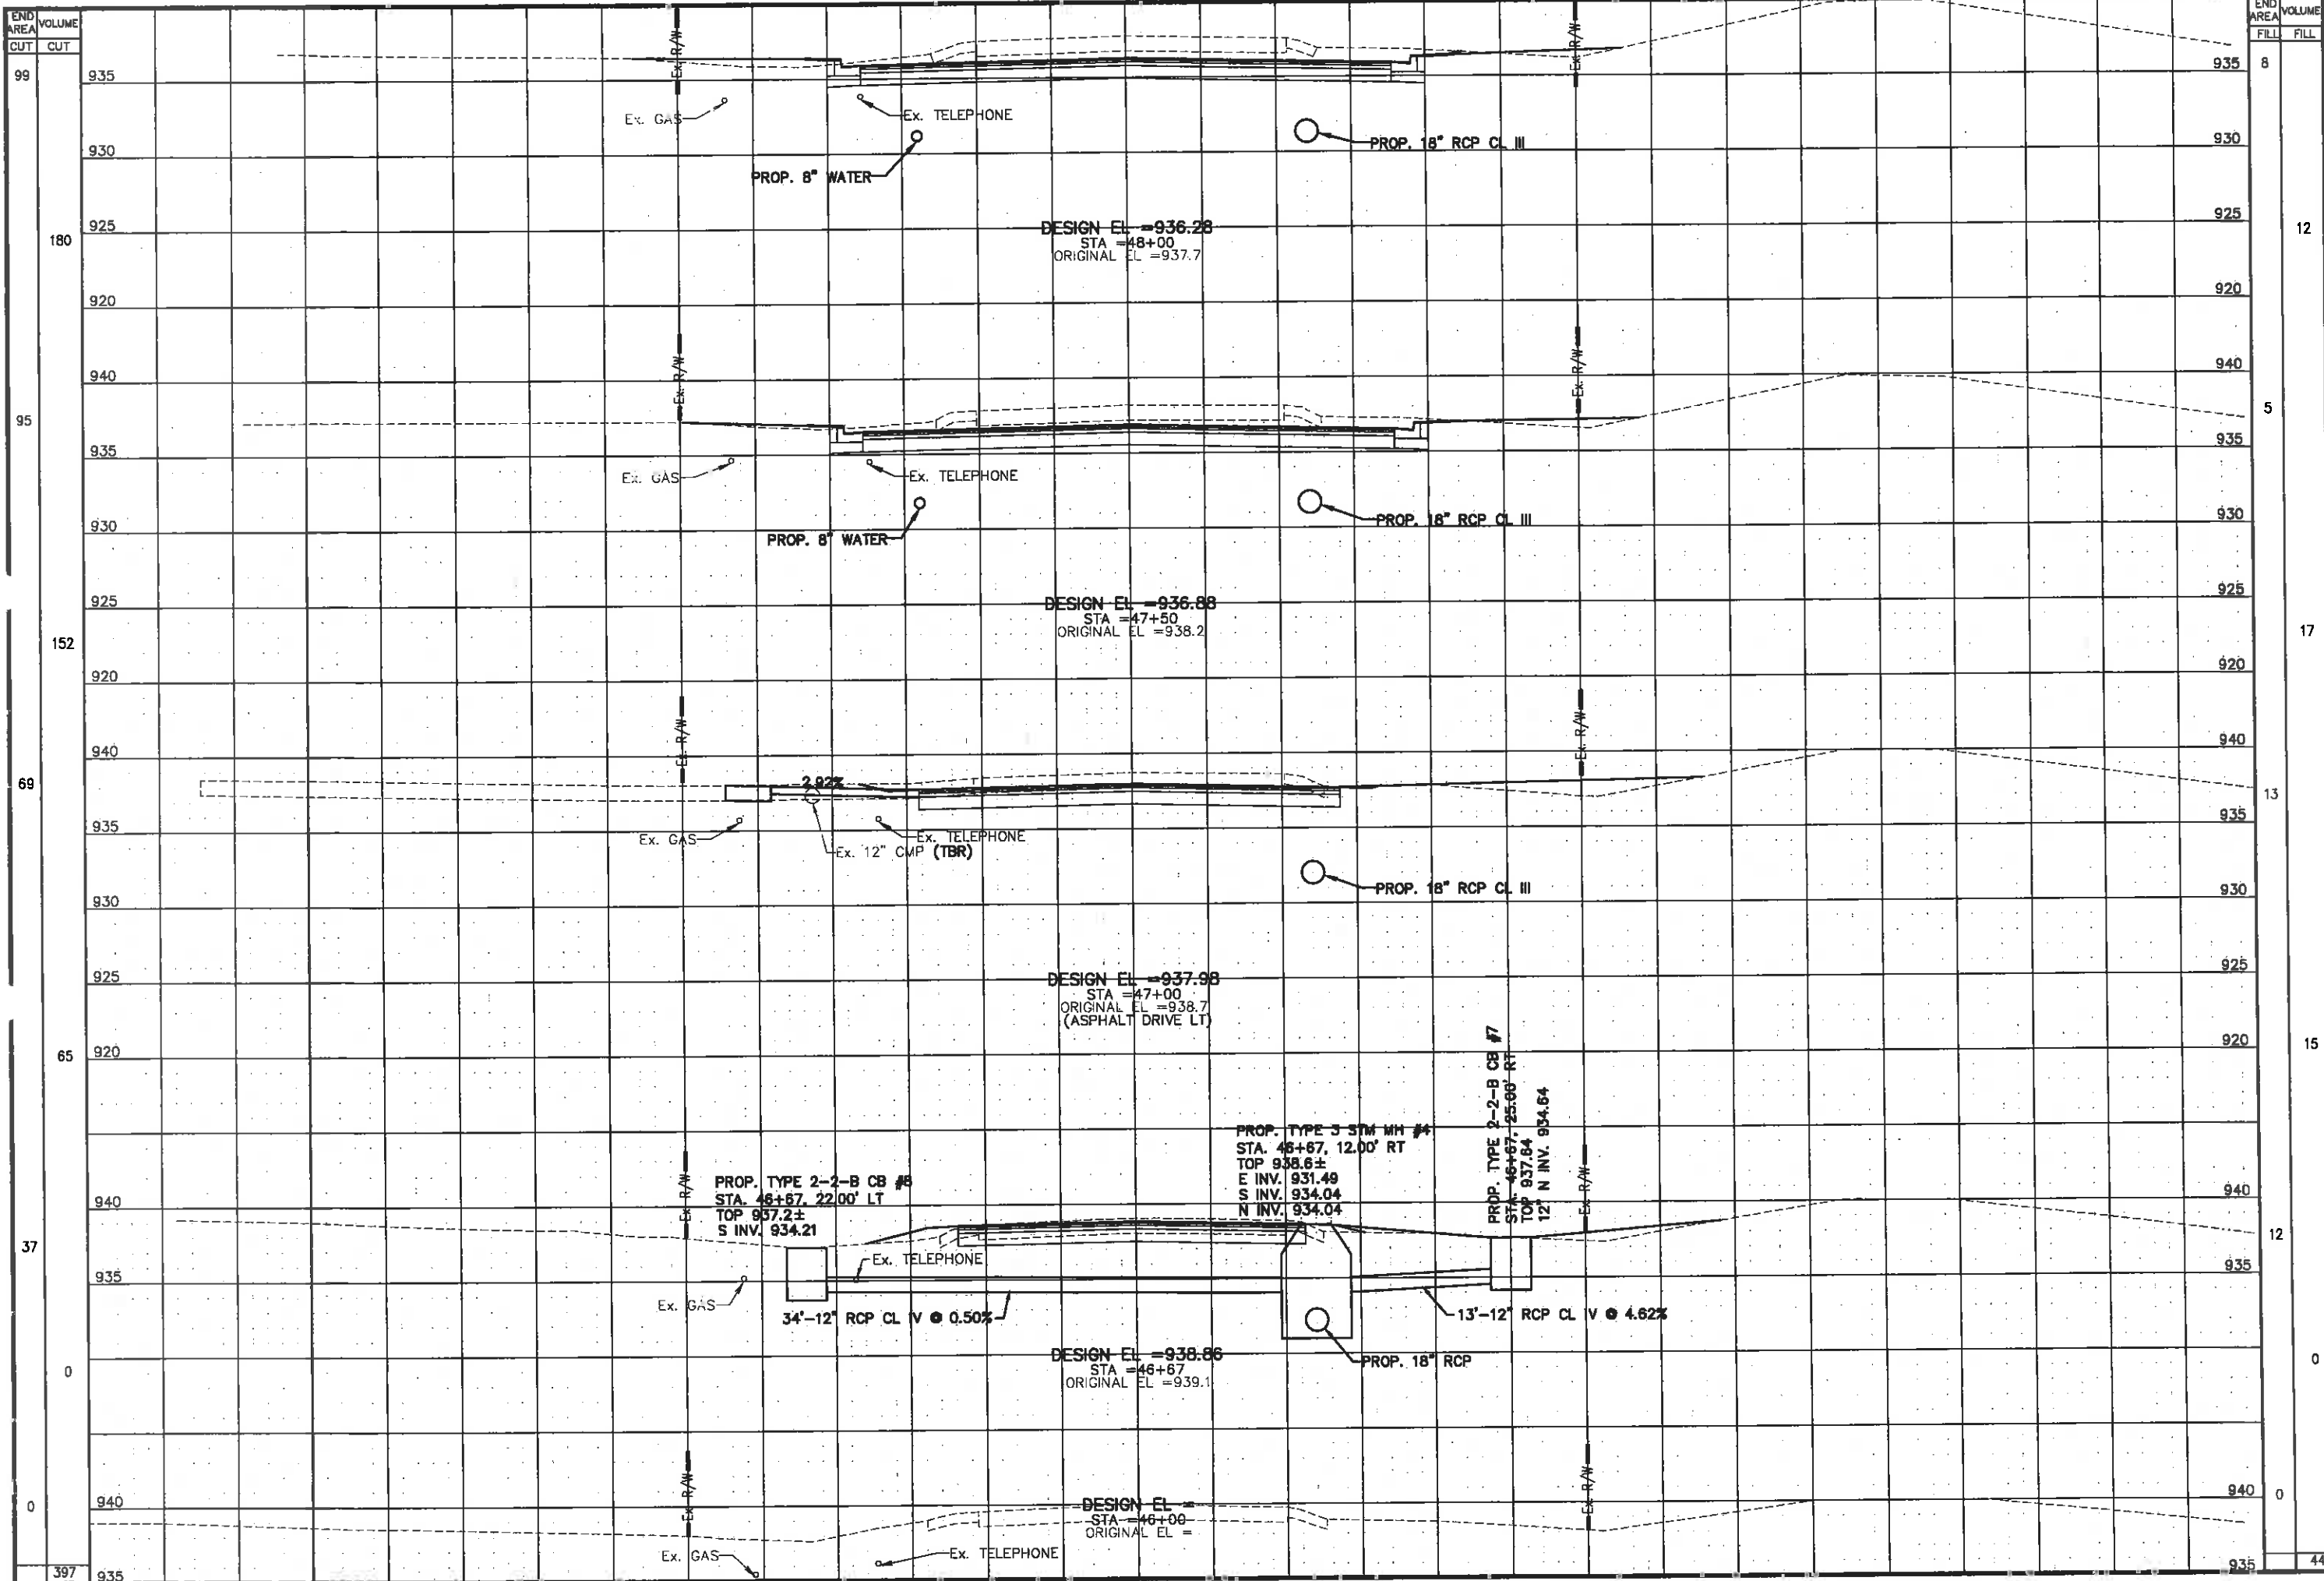 END AREA
VOLUME
CUT
CUT
END AREA
VOLUME
FILL
FILL
99
935
Ex. R/W
Ex. R/W
935
8
Ex. GAS
Ex. TELEPHONE
930
PROP. 18" RCP CL III
930
PROP. 8" WATER
180
925
DESIGN EL =936.28
STA =48+00
ORIGINAL EL =937.7
925
12
920
920
Ex. R/W
Ex. R/W
940
940
95
5
935
935
Ex. GAS
Ex. TELEPHONE
930
PROP. 18" RCP CL III
930
PROP. 8" WATER
925
DESIGN EL =936.88
STA =47+50
ORIGINAL EL =938.2
925
152
17
920
920
Ex. R/W
Ex. R/W
940
940
69
2.92%
13
935
935
Ex. GAS
Ex. TELEPHONE
Ex. 12" CMP (TBR)
930
PROP. 18" RCP CL III
930
925
DESIGN EL =937.98
STA =47+00
ORIGINAL EL =938.7
(ASPHALT DRIVE LT)
925
65
920
920
15
PROP. TYPE 2-2-B CB #7
STA. 46+67, 25.00' RT
TOP 937.64
12" N INV. 934.64
PROP. TYPE 3 STM MH #4
STA. 46+67, 12.00' RT
TOP 938.6±
E INV. 931.49
S INV. 934.04
N INV. 934.04
Ex R/W
Ex R/W
PROP. TYPE 2-2-B CB
STA. 46+67, 22.00' LT
TOP 937.2±
S INV. 934.21
940
940
37
12
Ex. TELEPHONE
935
935
Ex. GAS
34'-12" RCP CL IV @ 0.50%
13'-12" RCP CL IV @ 4.62%
0
DESIGN EL =938.86
STA =46+67
ORIGINAL EL =939.1
PROP. 18" RCP
0
Ex R/W
Ex R/W
0
940
DESIGN EL =
STA =46+00
ORIGINAL EL =
940
0
Ex. GAS
Ex. TELEPHONE
397
935
935
44